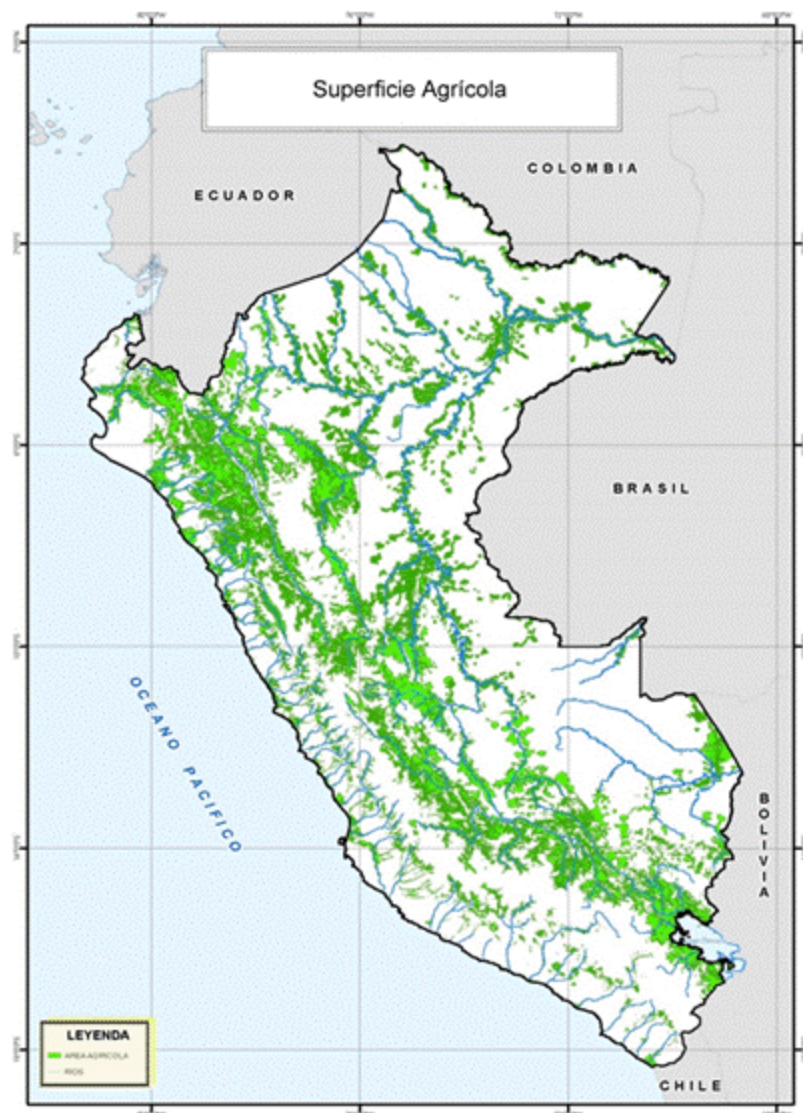 Superficie Agrícola
COLOMBIA
ECUADOR
BRASIL
OCEANO PACIFICO
BOLIVIA
LEYENDA
AREA AGRICOLA
RIOS
CHILE